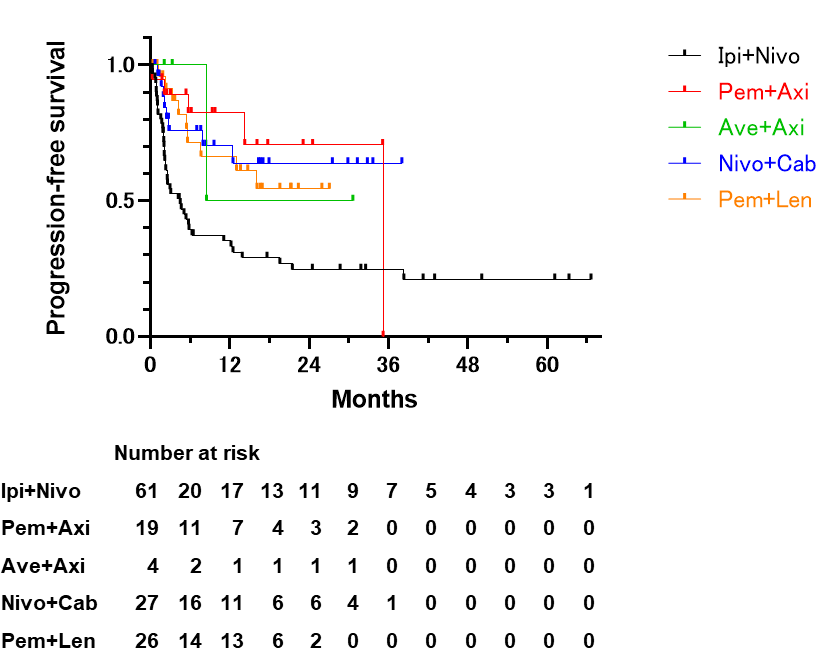 Progression-free survival
1.0
0.5
0.0
0 12 24 36 48 60
Months
Ipi+Nivo
Pem+Axi
Ave+Axi
Nivo+Cab
Pem+Len
Number at risk
Ipi+Nivo 61 20 17 13 11 9 7 5 4 3 3 1
Pem+Axi 19 11 7 4 3 2 0 0 0 0 0 0
Ave+Axi 4 2 1 1 1 1 0 0 0 0 0 0
Nivo+Cab 27 16 11 6 6 4 1 0 0 0 0 0
Pem+Len 26 14 13 6 2 0 0 0 0 0 0 0